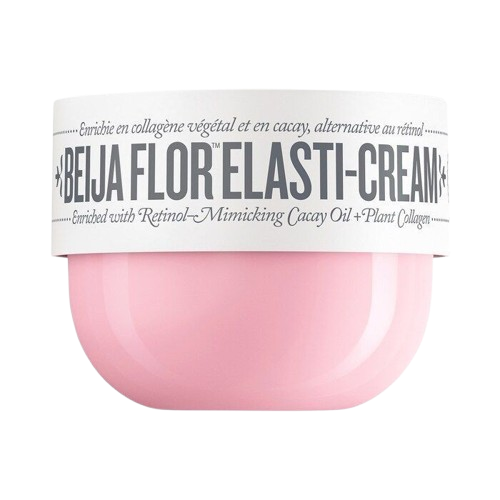 Enrichie en collagène végétal et en cacay, alternative au rétinol
BEIJA FLOR™ ELASTI-CREAM
Enriched with Retinol-Mimicking Cacay Oil + Plant Collagen